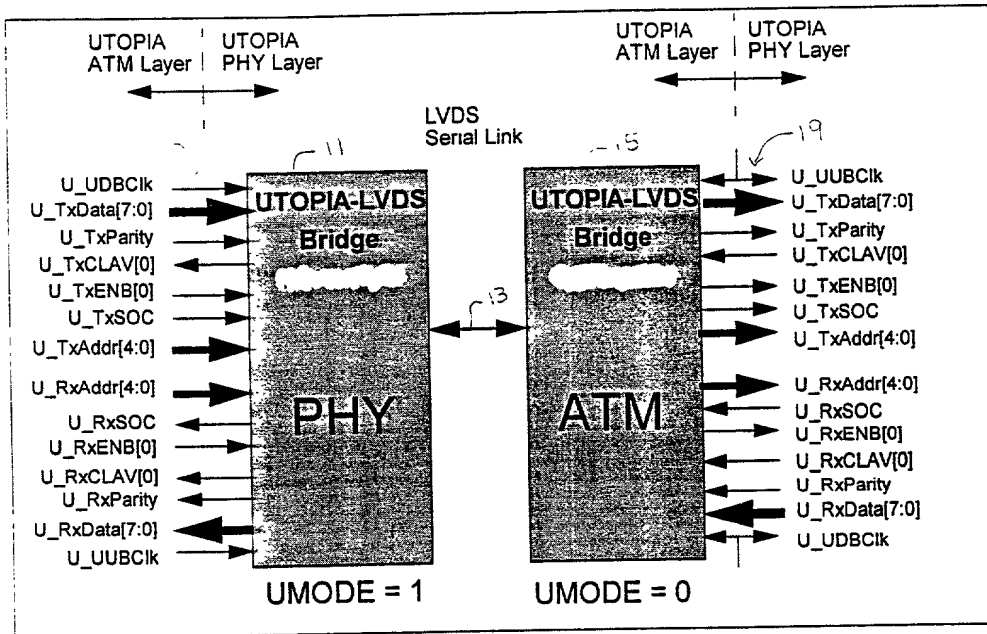 UTOPIA
ATM Layer
UTOPIA
PHY Layer
UTOPIA
ATM Layer
UTOPIA
PHY Layer
LVDS
Serial Link
11
15
19
13
U_UDBClk
U_TxData[7:0]
U_TxParity
U_TxCLAV[0]
U_TxENB[0]
U_TxSOC
U_TxAddr[4:0]
U_RxAddr[4:0]
U_RxSOC
U_RxENB[0]
U_RxCLAV[0]
U_RxParity
U_RxData[7:0]
U_UUBClk
UTOPIA-LVDS
Bridge
PHY
UMODE = 1
UTOPIA-LVDS
Bridge
ATM
UMODE = 0
U_UUBClk
U_TxData[7:0]
U_TxParity
U_TxCLAV[0]
U_TxENB[0]
U_TxSOC
U_TxAddr[4:0]
U_RxAddr[4:0]
U_RxSOC
U_RxENB[0]
U_RxCLAV[0]
U_RxParity
U_RxData[7:0]
U_UDBClk